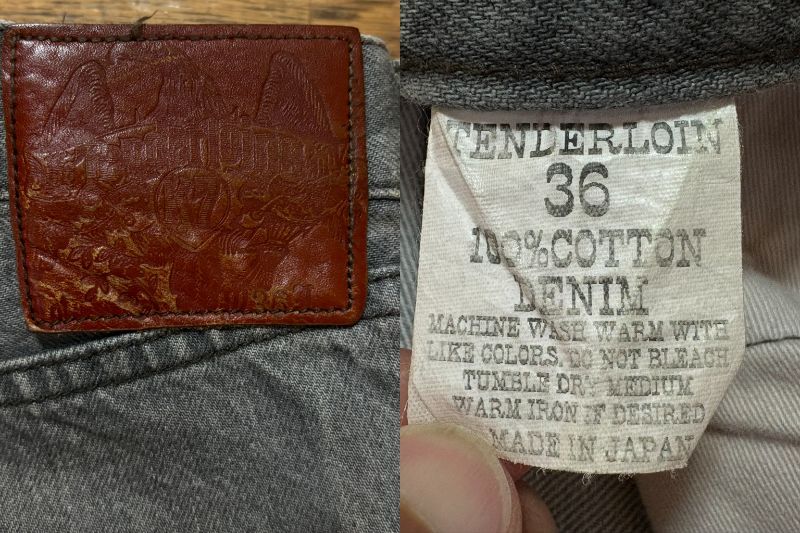 TENDERLOIN
36
100%COTTON
DENIM
MACHINE WASH WARM WITH
LIKE COLORS. DO NOT BLEACH
TUMBLE DRY MEDIUM
WARM IRON IF DESIRED
MADE IN JAPAN